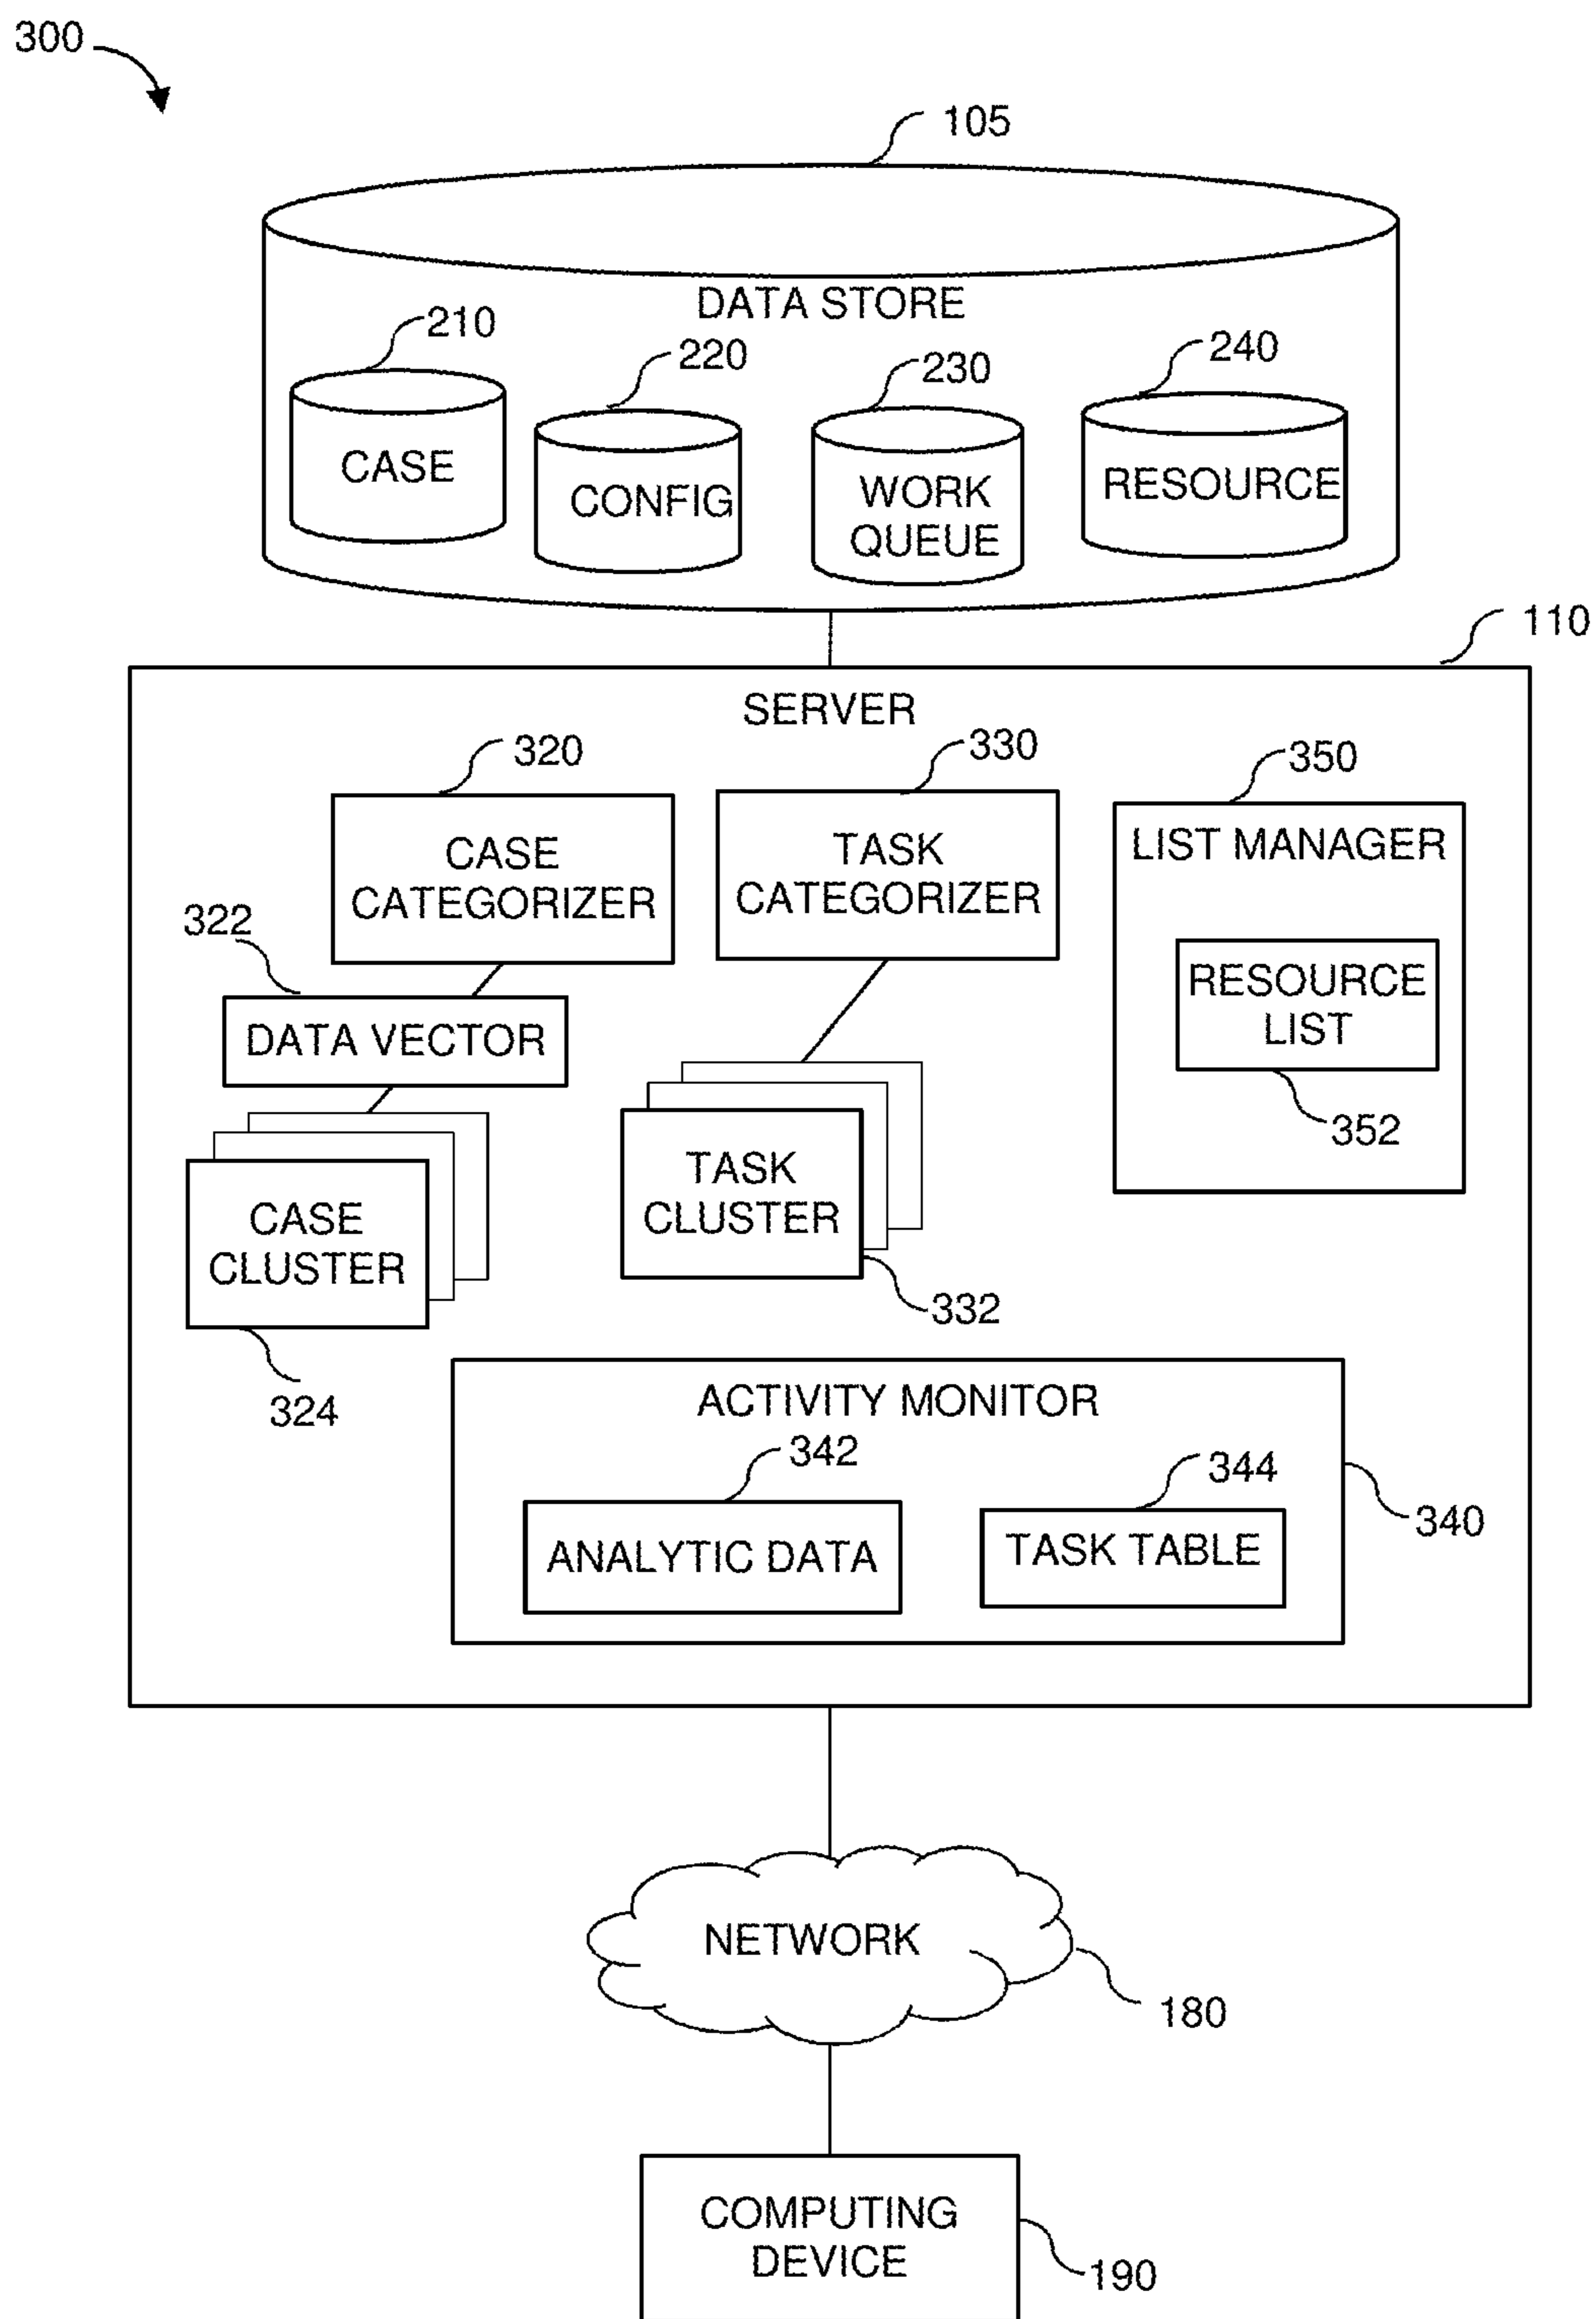 300
105
DATA STORE
210
220
230
240
CASE
CONFIG
WORK
QUEUE
RESOURCE
110
SERVER
320
330
350
CASE
CATEGORIZER
TASK
CATEGORIZER
LIST MANAGER
322
DATA VECTOR
RESOURCE
LIST
352
CASE
CLUSTER
324
TASK
CLUSTER
332
ACTIVITY MONITOR
342
344
340
ANALYTIC DATA
TASK TABLE
NETWORK
180
COMPUTING
DEVICE
190